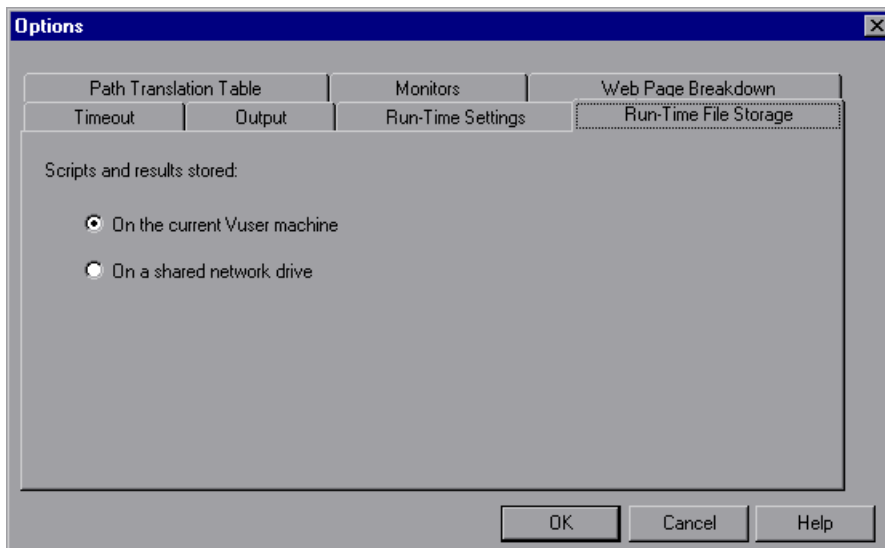 Options
Path Translation Table Monitors Web Page Breakdown
Timeout Output Run-Time Settings Run-Time File Storage
Scripts and results stored:
On the current Vuser machine
On a shared network drive
OK Cancel Help